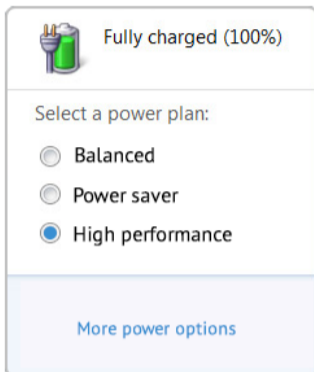 Fully charged (100%)
Select a power plan:
Balanced
Power saver
High performance
More power options